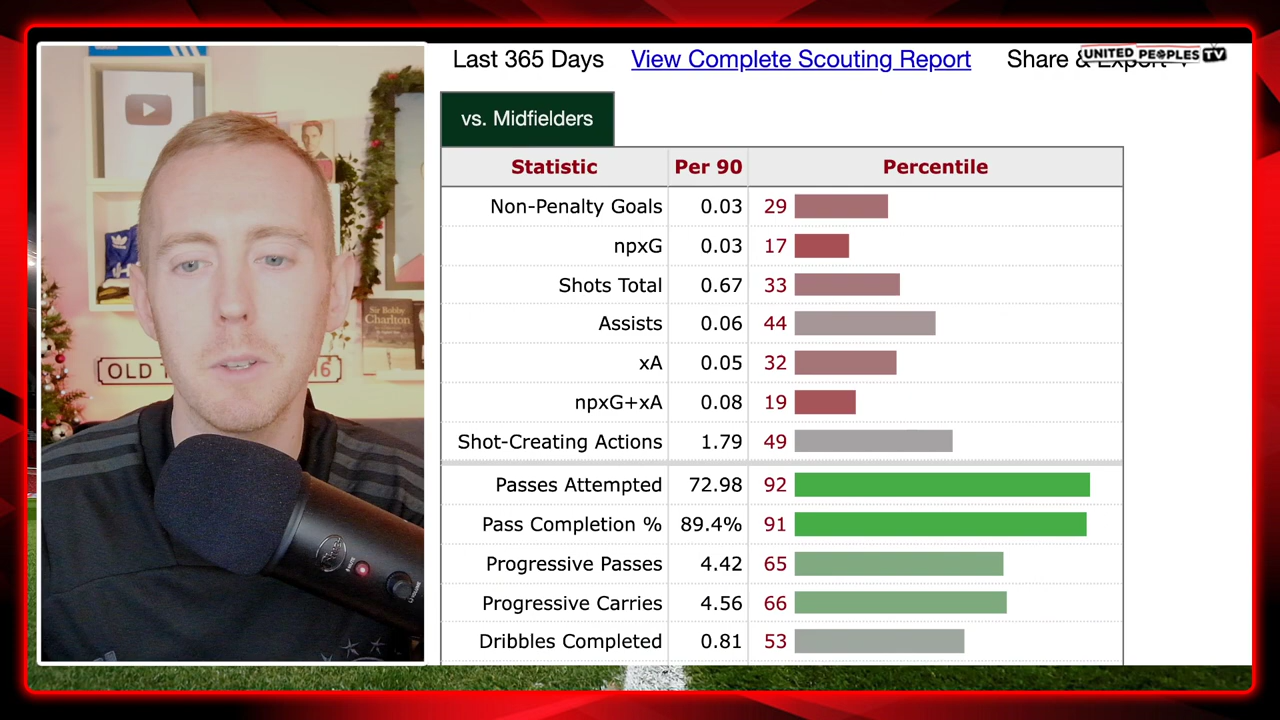 Last 365 Days View Complete Scouting Report Share & Export
UNITED PEOPLES TV
vs. Midfielders
Statistic Per 90 Percentile
Non-Penalty Goals 0.03 29
npxG 0.03 17
Shots Total 0.67 33
Assists 0.06 44
xA 0.05 32
npxG+xA 0.08 19
Shot-Creating Actions 1.79 49
Passes Attempted 72.98 92
Pass Completion % 89.4% 91
Progressive Passes 4.42 65
Progressive Carries 4.56 66
Dribbles Completed 0.81 53
Sir Bobby
Charlton
OLD T
16